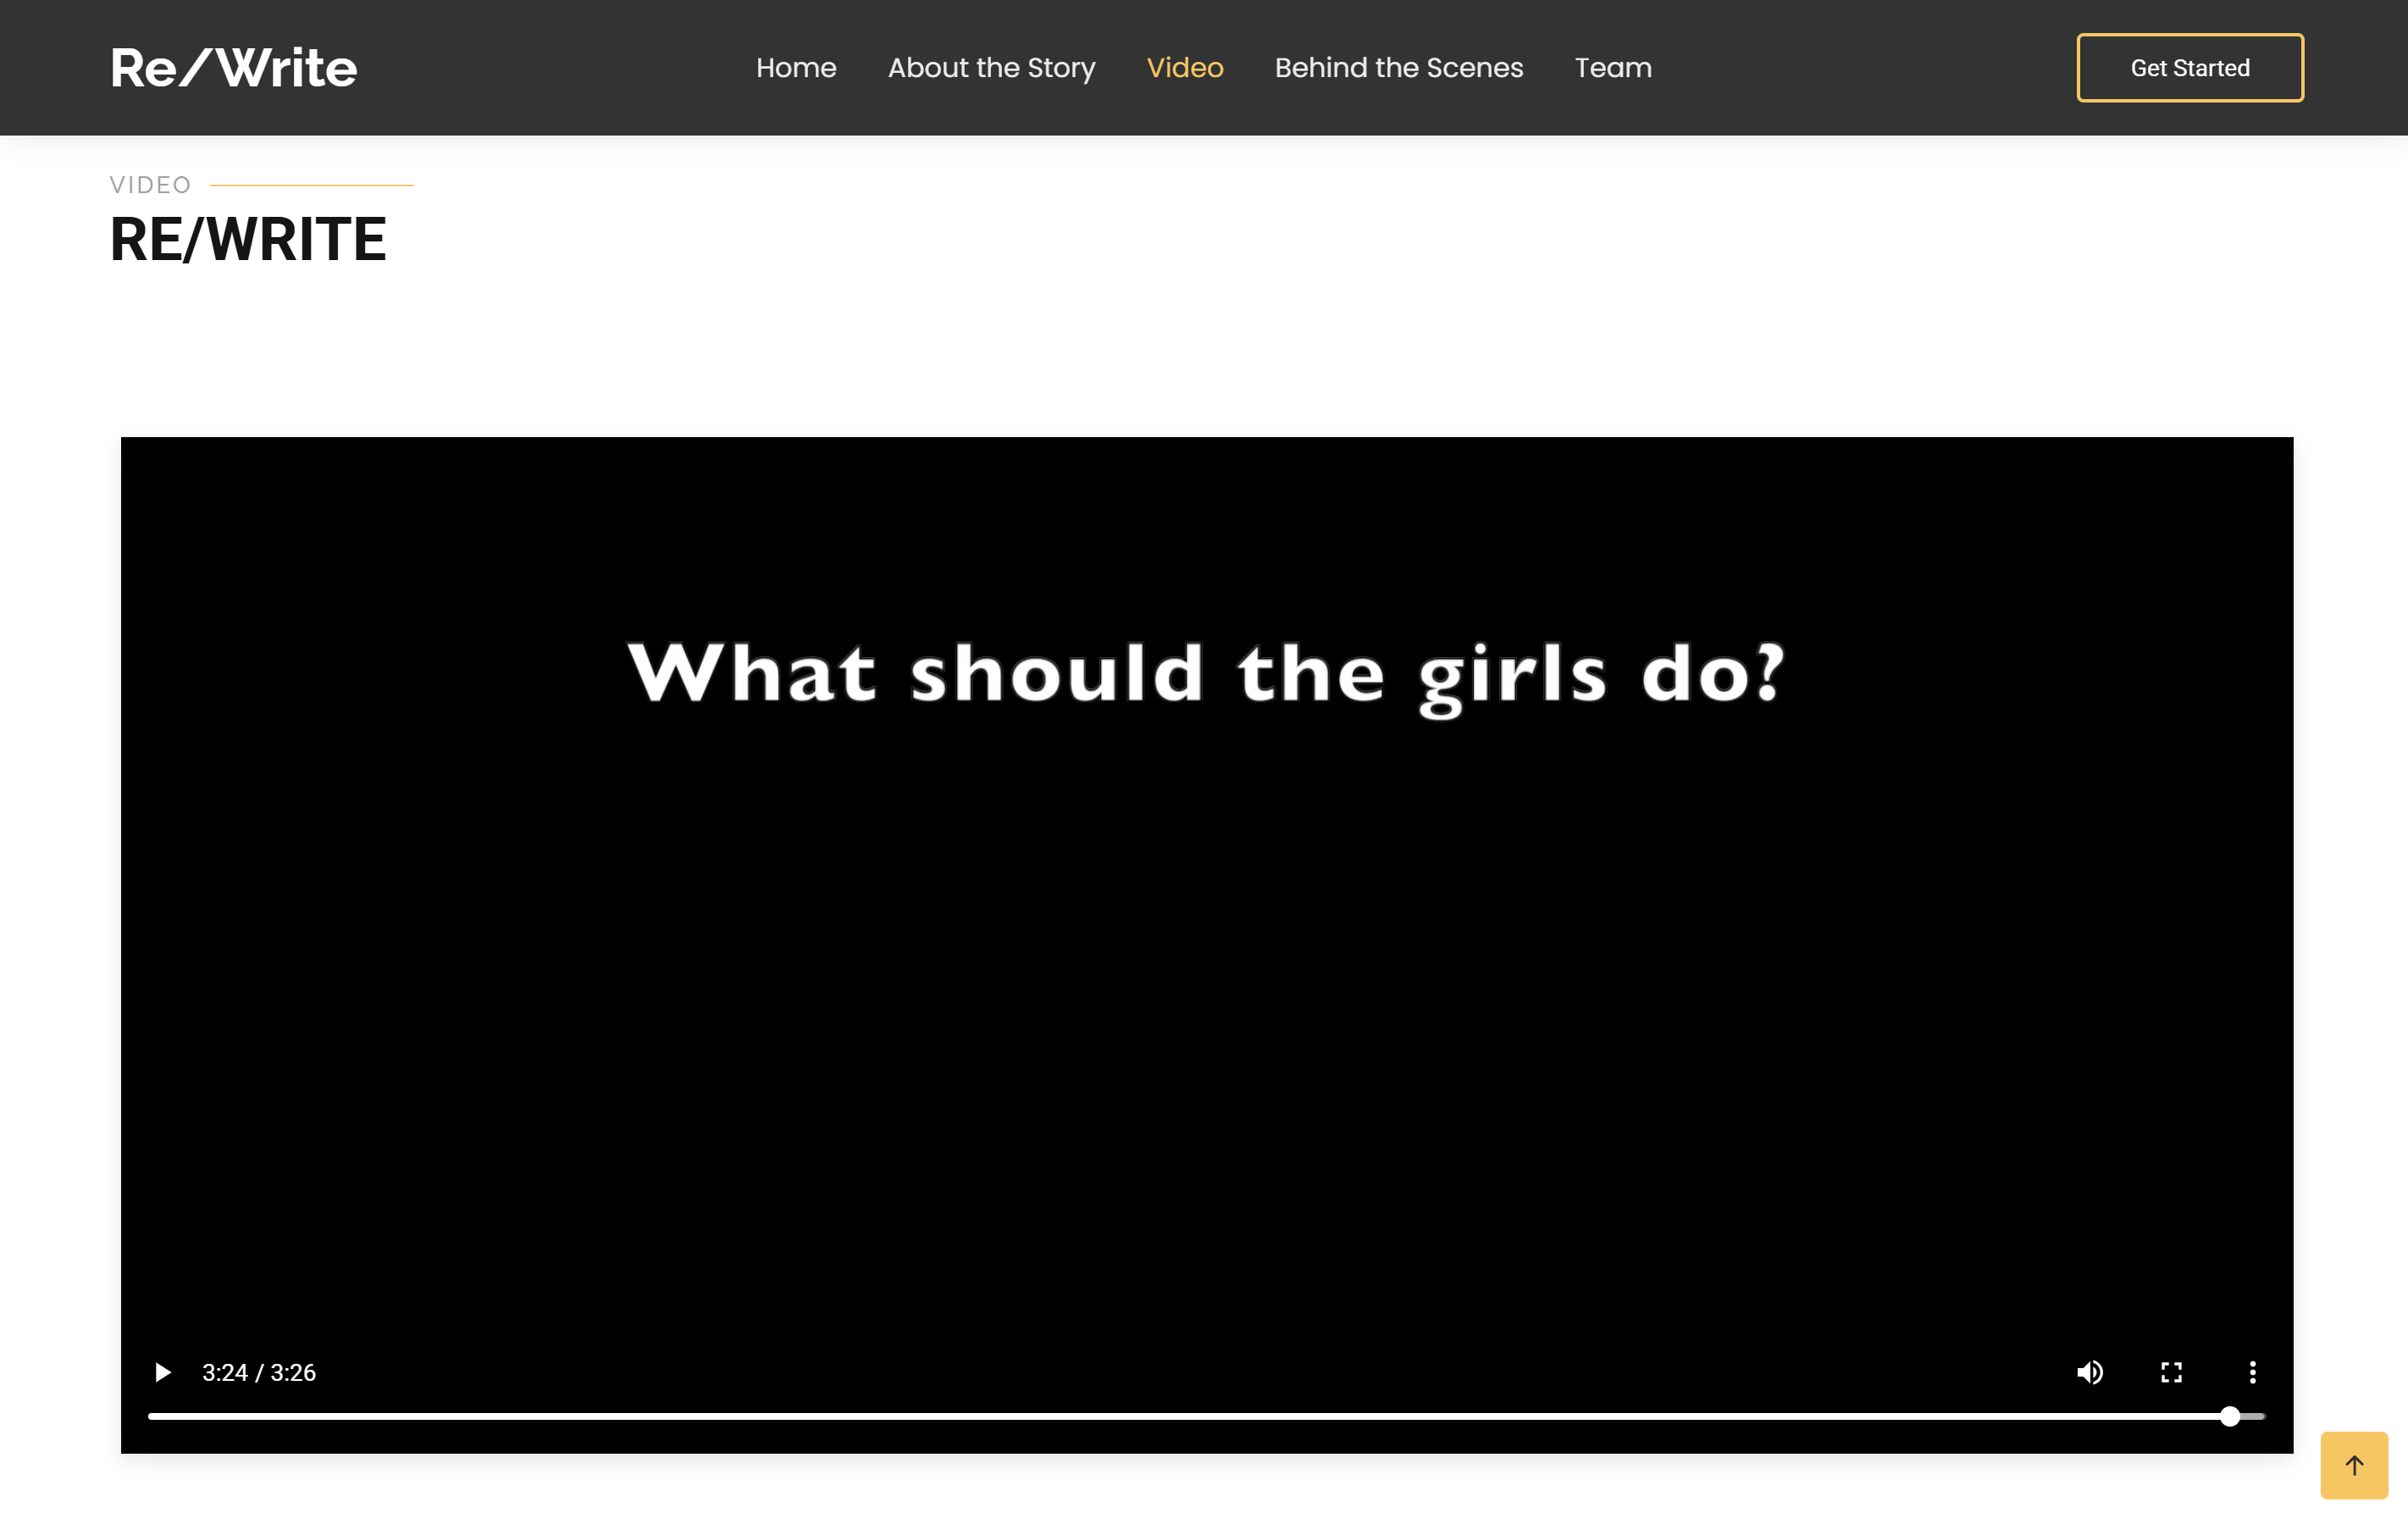 Re/Write
Home About the Story Video Behind the Scenes Team
Get Started
VIDEO
RE/WRITE
What should the girls do?
3:24 / 3:26